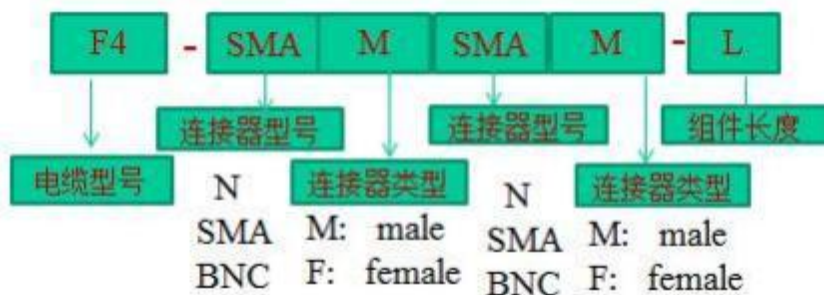 F4 - SMA M SMA M - L
连接器型号 连接器型号 组件长度
电缆型号 连接器类型 连接器类型
N N
SMA M: male SMA M: male
BNC F: female BNC F: female